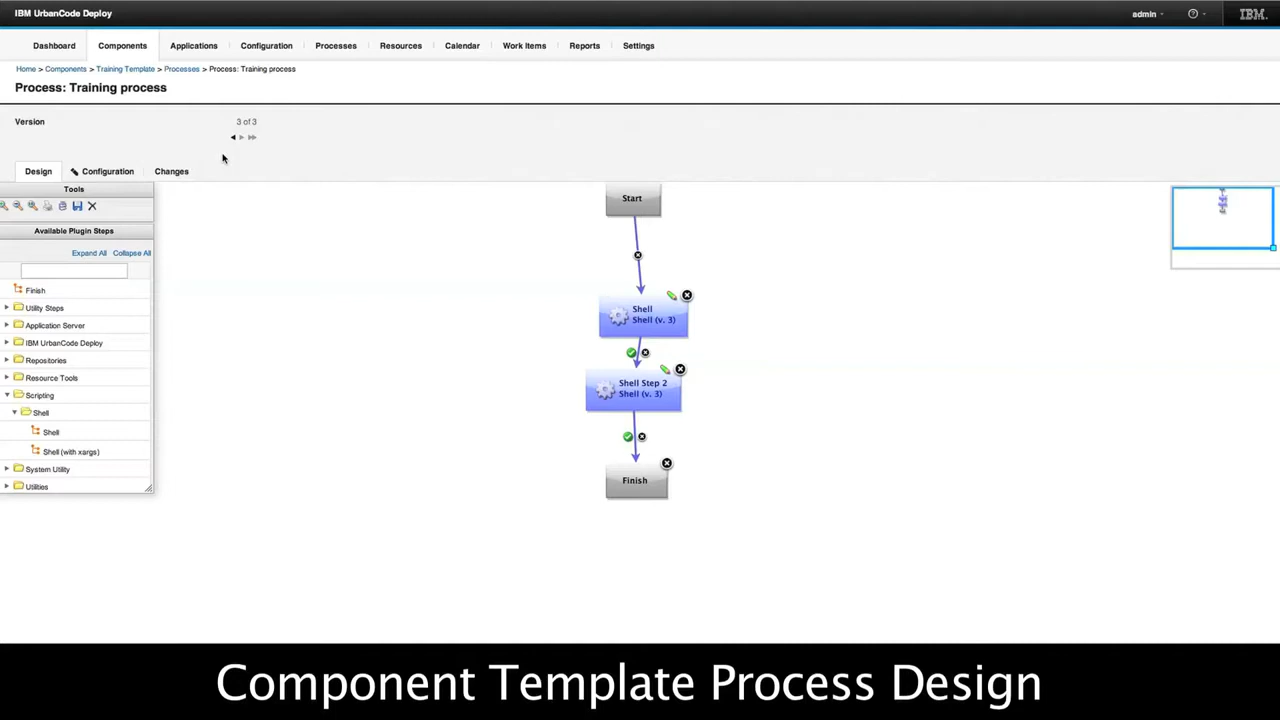 IBM UrbanCode Deploy
admin
IBM.
Dashboard
Components
Applications
Configuration
Processes
Resources
Calendar
Work Items
Reports
Settings
Home > Components > Training Template > Processes > Process: Training process
Process: Training process
Version
3 of 3
Design
Configuration
Changes
Tools
Available Plugin Steps
Expand All
Collapse All
Finish
Utility Steps
Application Server
IBM UrbanCode Deploy
Repositories
Resource Tools
Scripting
Shell
Shell
Shell (with xargs)
System Utility
Utilities
Start
Shell
Shell (v. 3)
Shell Step 2
Shell (v. 3)
Finish
Component Template Process Design